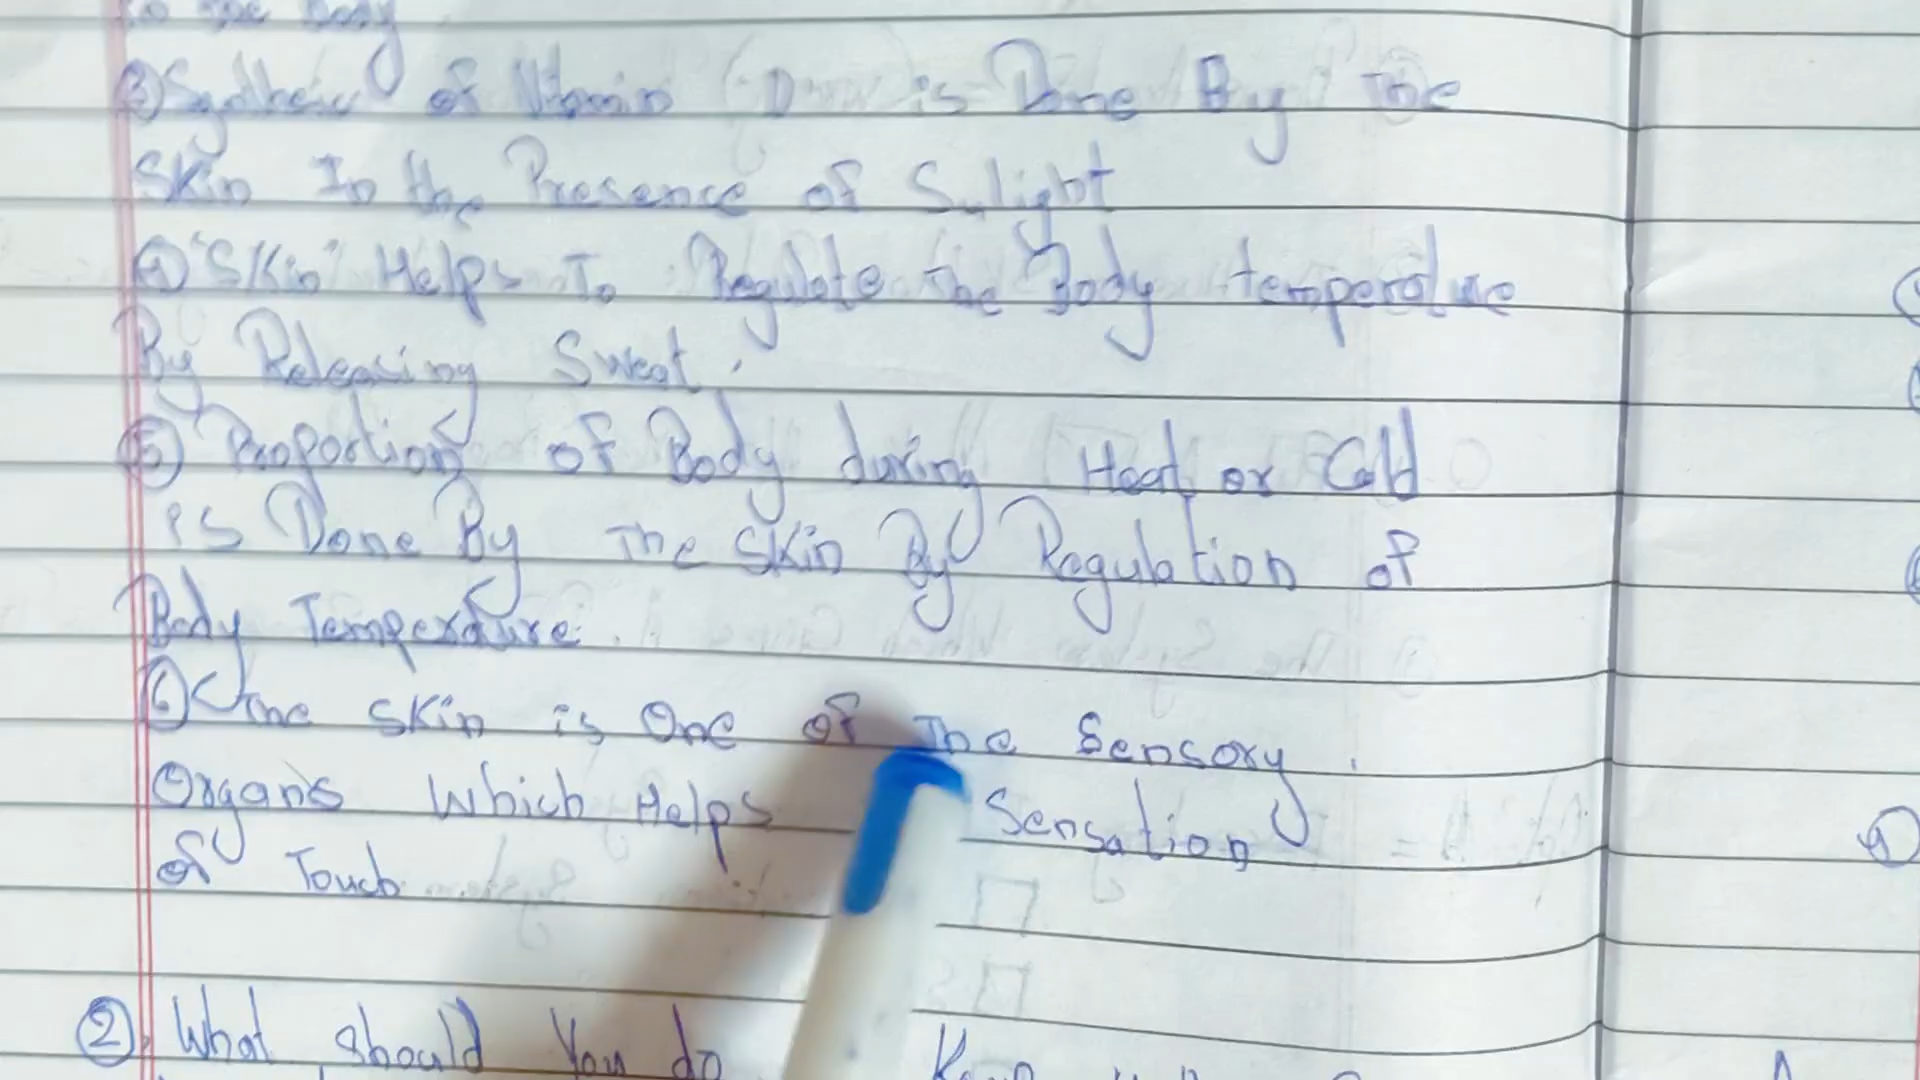 to the Body
③ Synthesis of Vitamin D is Done By The
Skin In the Presence of Sulight
④ "Skin" Helps To Regulate The Body temperature
By Releasing Sweat.
⑤ Proportion of Body during Heat or Cold
is Done By The Skin By Regulation of
Body Temperature.
⑥ The Skin is One of The Sensory
Organs Which Helps Sensation
of Touch
② What should You do Keep